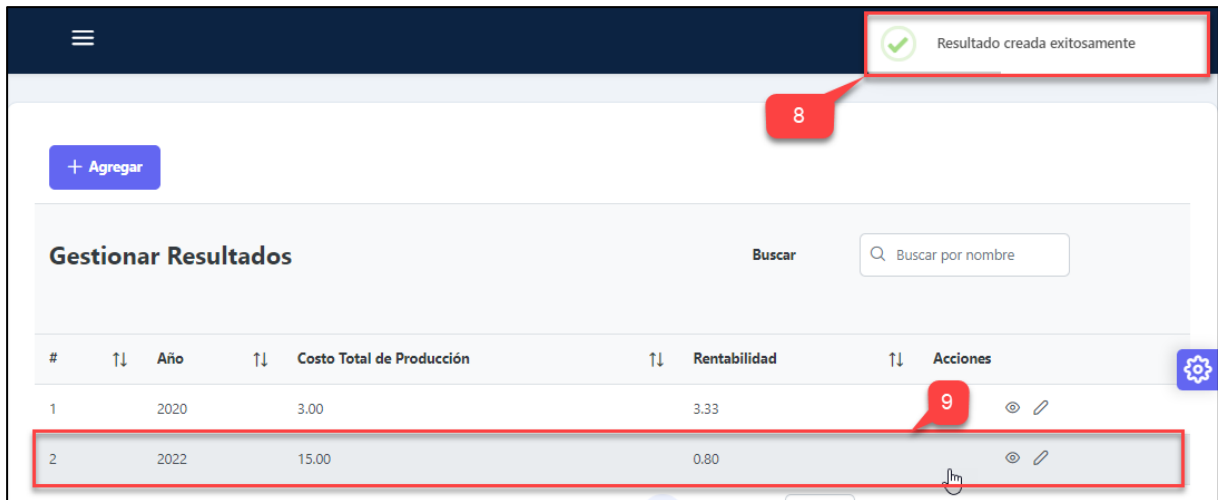 Resultado creada exitosamente
8
+ Agregar
Gestionar Resultados
Buscar
Buscar por nombre
# Año Costo Total de Producción Rentabilidad Acciones
9
1 2020 3.00 3.33
2 2022 15.00 0.80